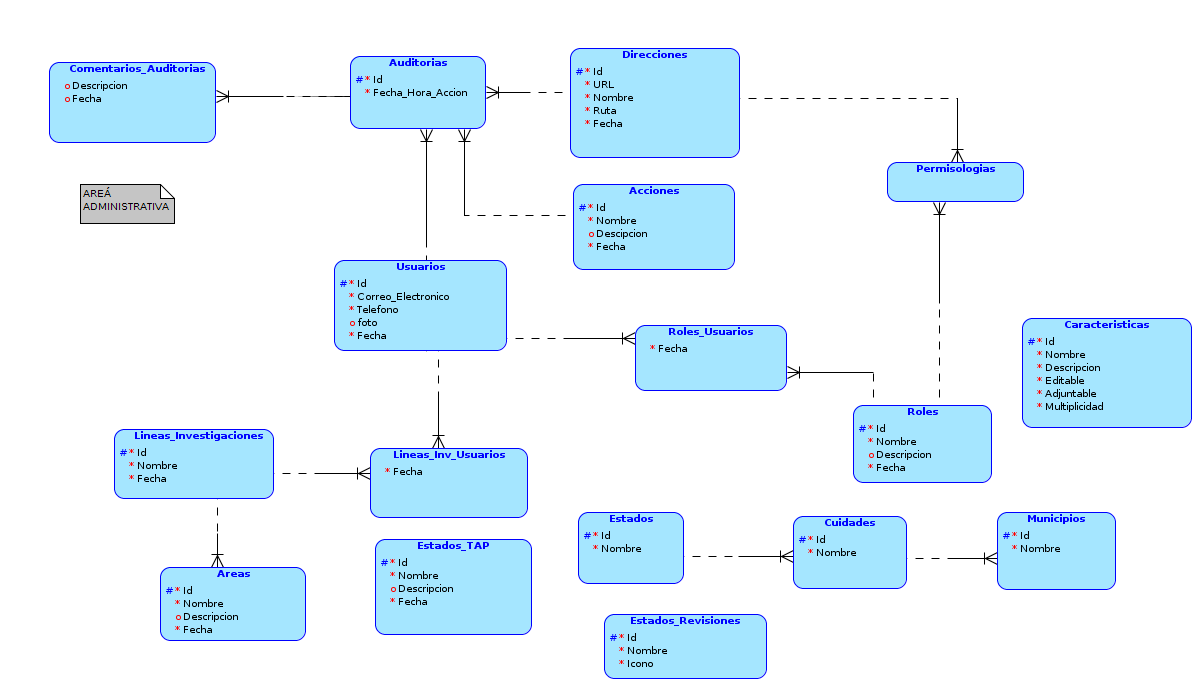 Comentarios_Auditorias
o Descripcion
o Fecha
Auditorias
#* Id
* Fecha_Hora_Accion
Direcciones
#* Id
* URL
* Nombre
* Ruta
* Fecha
Permisologias
AREÁ
ADMINISTRATIVA
Acciones
#* Id
* Nombre
o Descipcion
* Fecha
Usuarios
#* Id
* Correo_Electronico
* Telefono
o foto
* Fecha
Roles_Usuarios
* Fecha
Caracteristicas
#* Id
* Nombre
* Descripcion
* Editable
* Adjuntable
* Multiplicidad
Roles
#* Id
* Nombre
o Descripcion
* Fecha
Lineas_Investigaciones
#* Id
* Nombre
* Fecha
Lineas_Inv_Usuarios
* Fecha
Estados
#* Id
* Nombre
Cuidades
#* Id
* Nombre
Municipios
#* Id
* Nombre
Estados_TAP
#* Id
* Nombre
o Descripcion
* Fecha
Areas
#* Id
* Nombre
o Descripcion
* Fecha
Estados_Revisiones
#* Id
* Nombre
* Icono